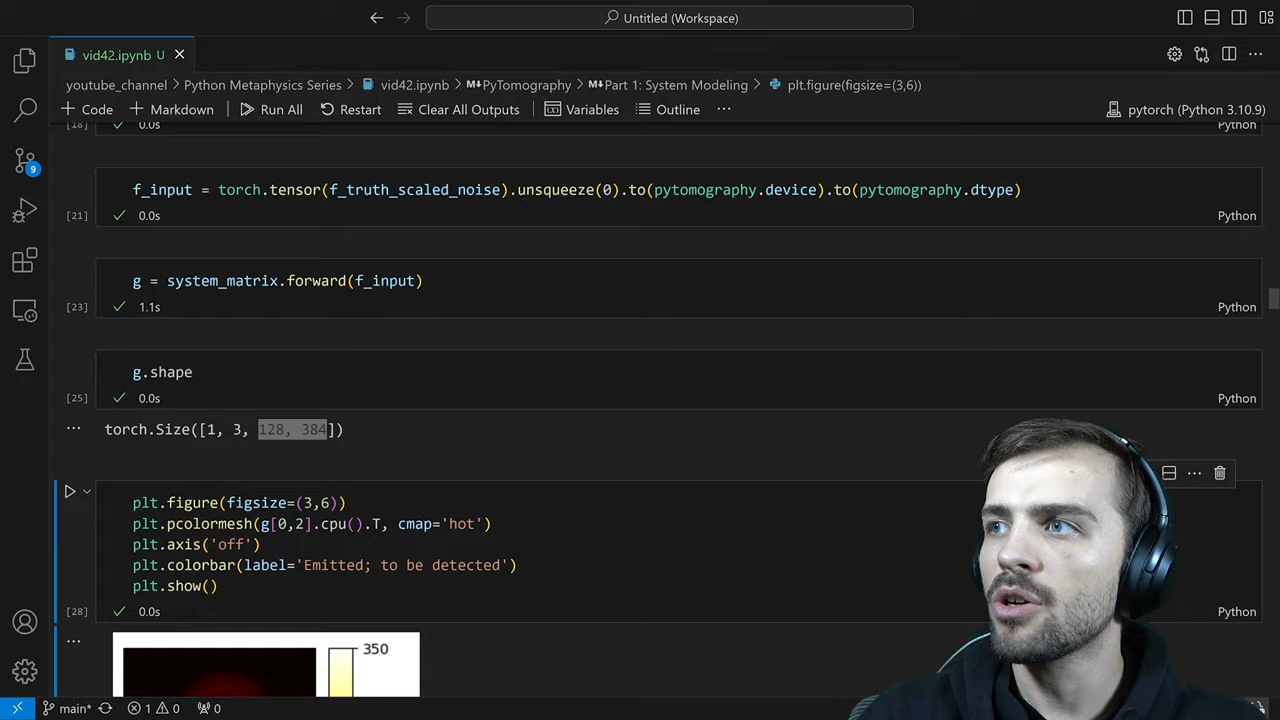 Untitled (Workspace)
vid42.ipynb U
youtube_channel > Python Metaphysics Series > vid42.ipynb > M↓PyTomography > M↓Part 1: System Modeling > plt.figure(figsize=(3,6))
+ Code + Markdown Run All Restart Clear All Outputs Variables Outline ... pytorch (Python 3.10.9)
[18] 0.0s Python
f_input = torch.tensor(f_truth_scaled_noise).unsqueeze(0).to(pytomography.device).to(pytomography.dtype)
[21] 0.0s Python
g = system_matrix.forward(f_input)
[23] 1.1s Python
g.shape
[25] 0.0s Python
torch.Size([1, 3, 128, 384])
plt.figure(figsize=(3,6))
plt.pcolormesh(g[0,2].cpu().T, cmap='hot')
plt.axis('off')
plt.colorbar(label='Emitted; to be detected')
plt.show()
[28] 0.0s Python
350
9
main* 1 0 0